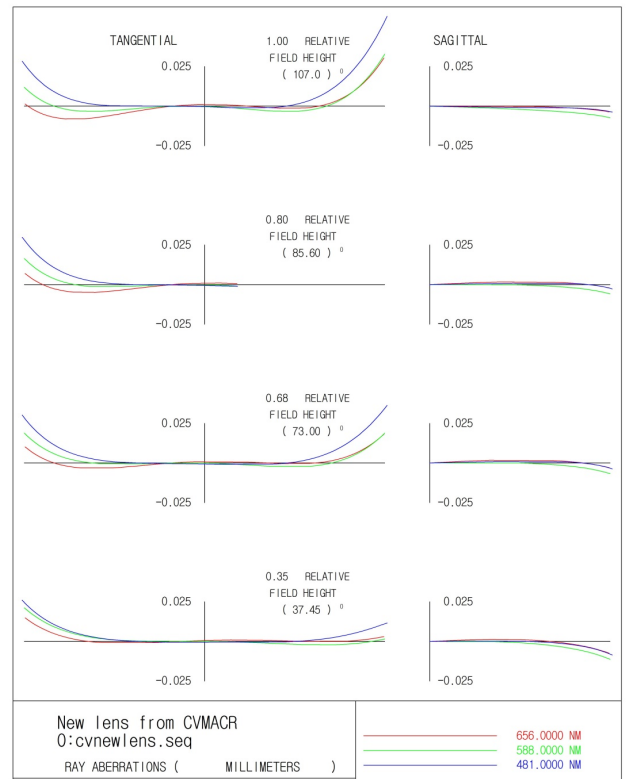 TANGENTIAL
1.00 RELATIVE
FIELD HEIGHT
( 107.0 ) 0
SAGITTAL
0.025
-0.025
0.025
-0.025
0.80 RELATIVE
FIELD HEIGHT
( 85.60 ) 0
0.025
-0.025
0.025
-0.025
0.68 RELATIVE
FIELD HEIGHT
( 73.00 ) 0
0.025
-0.025
0.025
-0.025
0.35 RELATIVE
FIELD HEIGHT
( 37.45 ) 0
0.025
-0.025
0.025
-0.025
New lens from CVMACR
O:cvnewlens.seq
RAY ABERRATIONS ( MILLIMETERS )
656.0000 NM
588.0000 NM
481.0000 NM